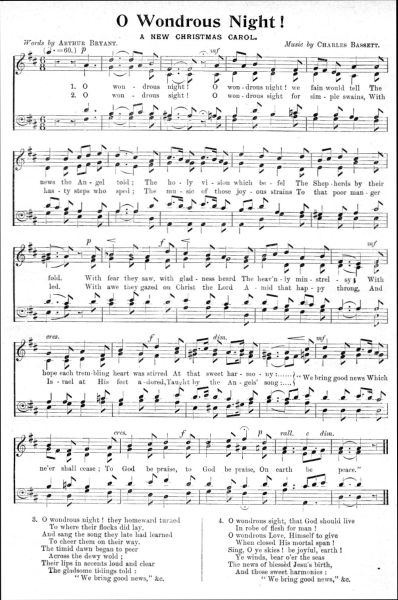 O Wondrous Night!
A NEW CHRISTMAS CAROL.
Words by ARTHUR BRYANT.
Music by CHARLES BASSETT.
(♩.=60.) p mf
1. O won - drous night! O won-drous night! we fain would tell The
2. O won - drous sight! O won-drous sight for sim-ple swains, With
news the An-gel told; The ho-ly vi-sion which be-fel The Shep-herds by their
has-ty steps who sped; The mu-sic of those joy-ous strains To that poor man-ger
p f mf
fold. With fear they saw, with glad-ness heard The heav'n-ly min-strel-sy With
led. With awe they gazed on Christ the Lord A-mid that hap-py throng, And
cres. f dim. mf
hope each trem-bling heart was stirred At that sweet har-mo-ny:...... "We bring good news Which
Is-rael at His feet a-dored, Taught by the An-gels' song:....
cres. f p rall. e dim.
ne'er shall cease; To God be praise, to God be praise, On earth be peace."
3. O wondrous night! they homeward turned
To where their flocks did lay,
And sang the song they late had learned
To cheer them on their way.
The timid dawn began to peer
Across the dewy wold;
Their lips in accents loud and clear
The gladsome tidings told:
"We bring good news," &c.
4. O wondrous sight, that God should live
In robe of flesh for man!
O wondrous Love, Himself to give
When closed His mortal span!
Sing, O ye skies! be joyful, earth!
Ye winds, bear o'er the seas
The news of blessèd Jesu's birth,
And those sweet harmonies;
"We bring good news," &c.